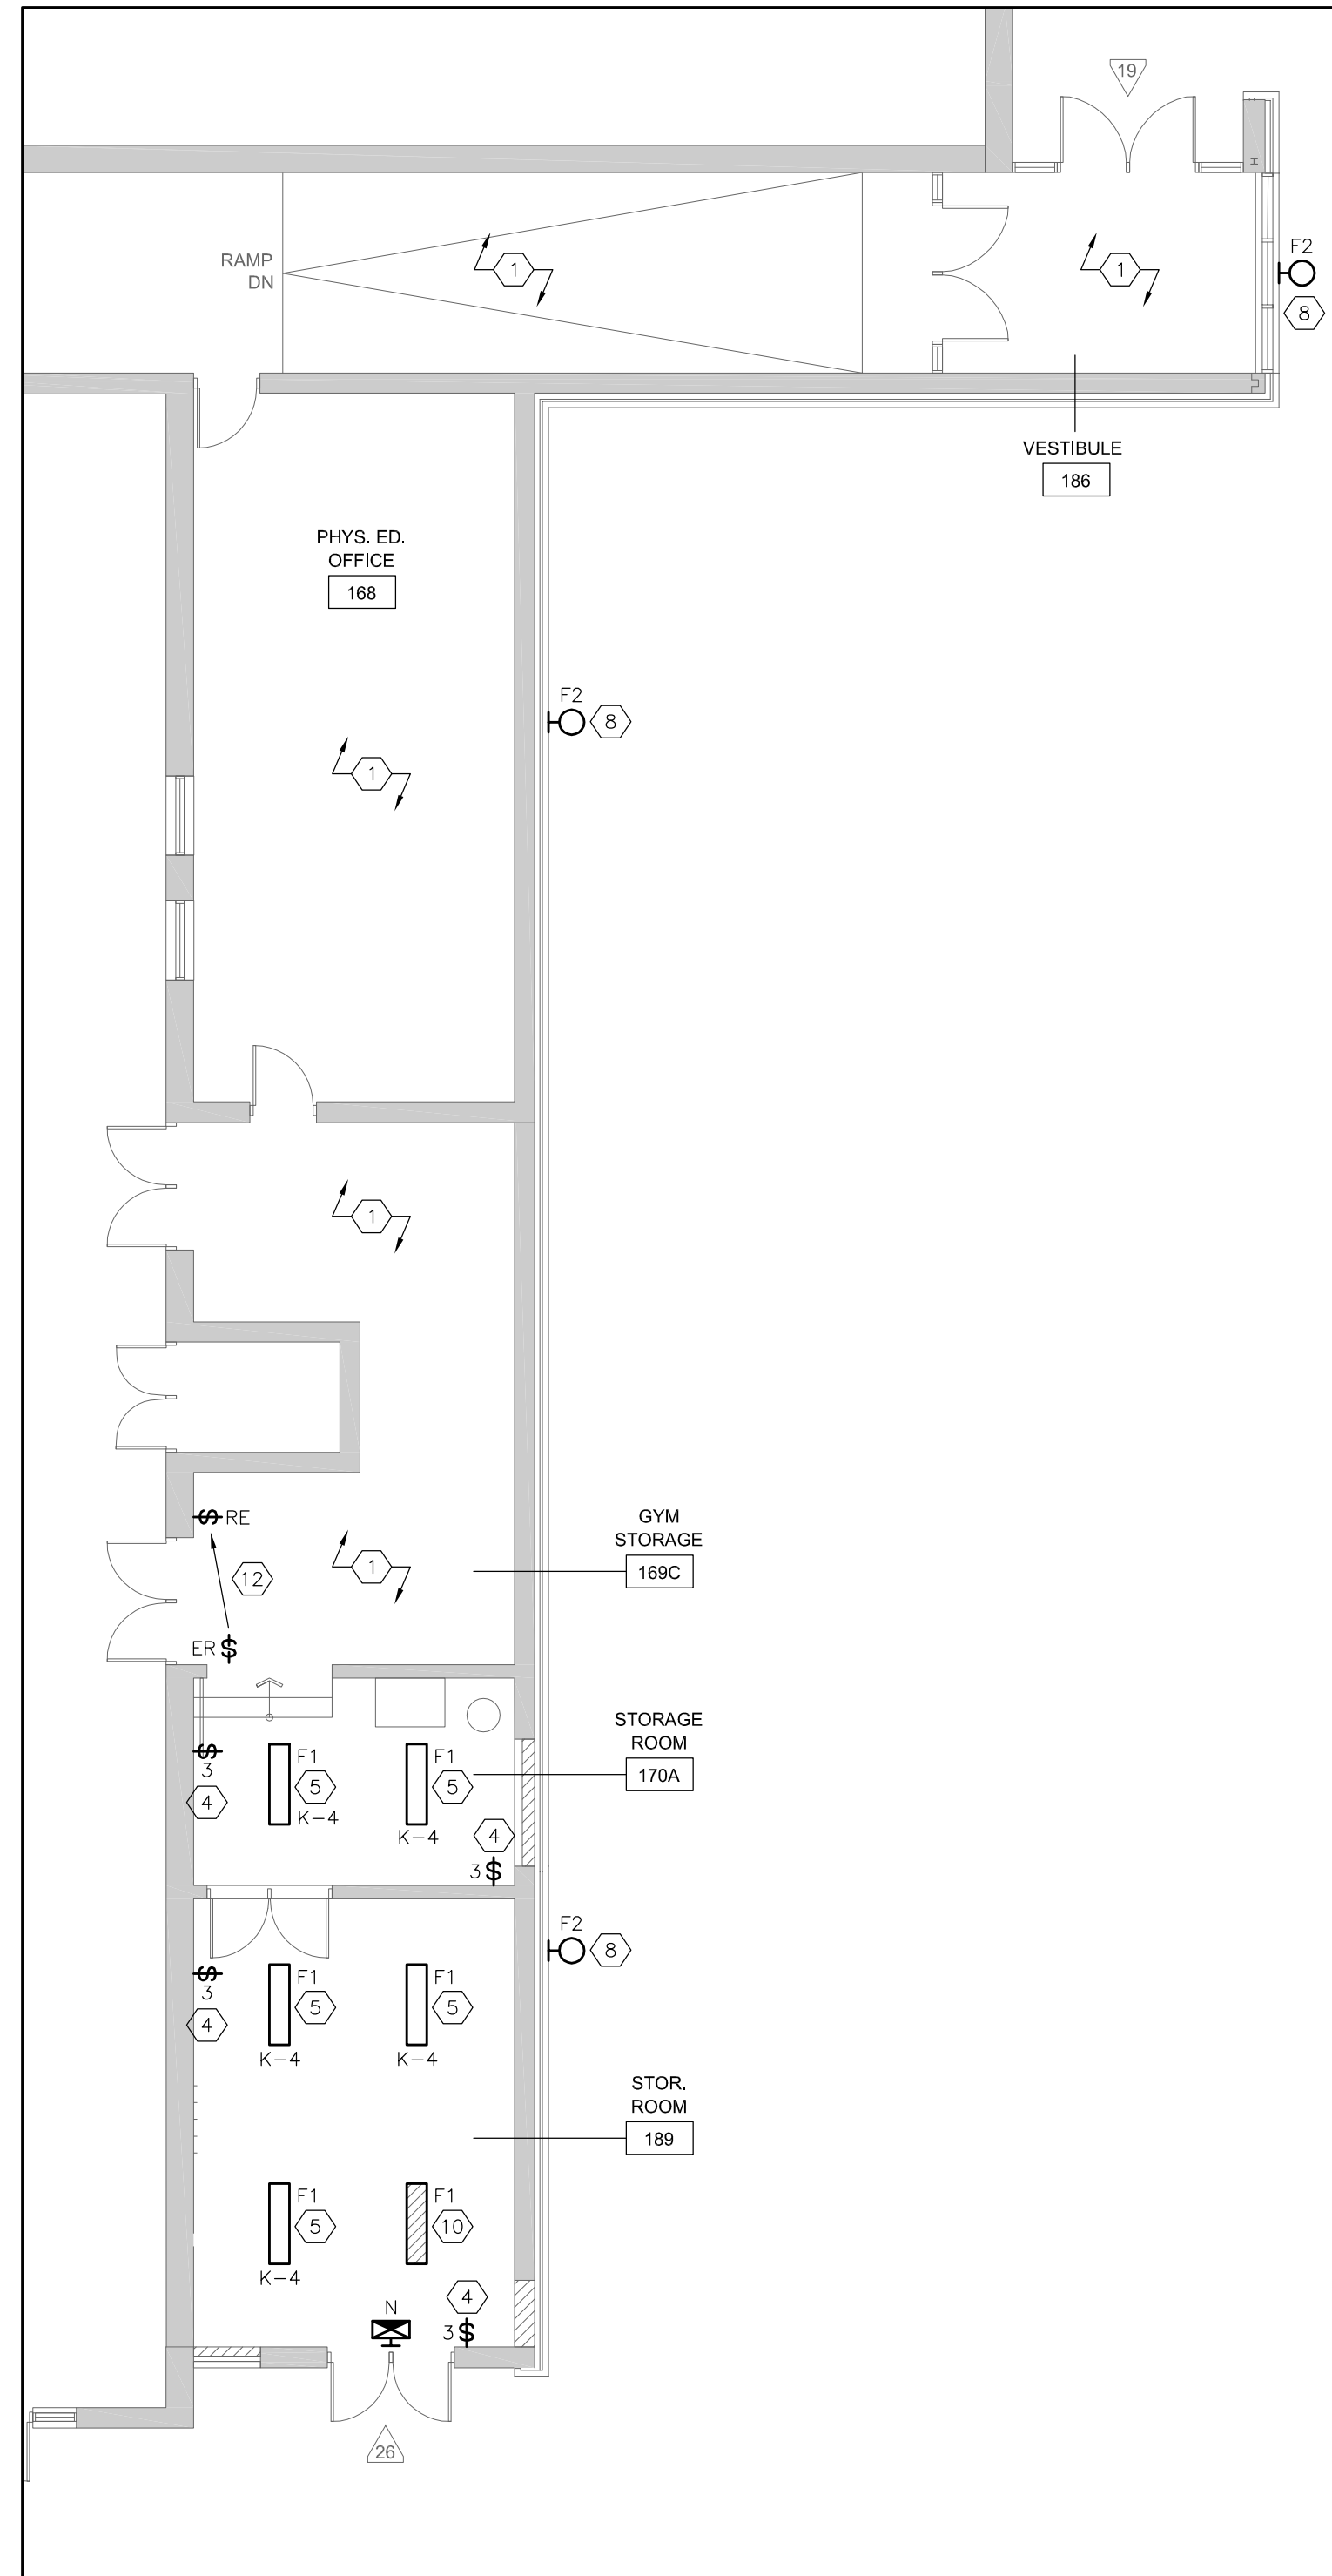 19
F2
8
RAMP
DN
1
1
VESTIBULE
186
PHYS. ED.
OFFICE
168
F2
8
1
1
RE
12
1
GYM
STORAGE
169C
ER $
STORAGE
ROOM
170A
$
3
4
F1
5
K-4
F1
5
K-4
4
3 $
F2
8
$
3
4
F1
5
K-4
F1
5
K-4
STOR.
ROOM
189
F1
5
K-4
F1
10
4
3 $
N
26